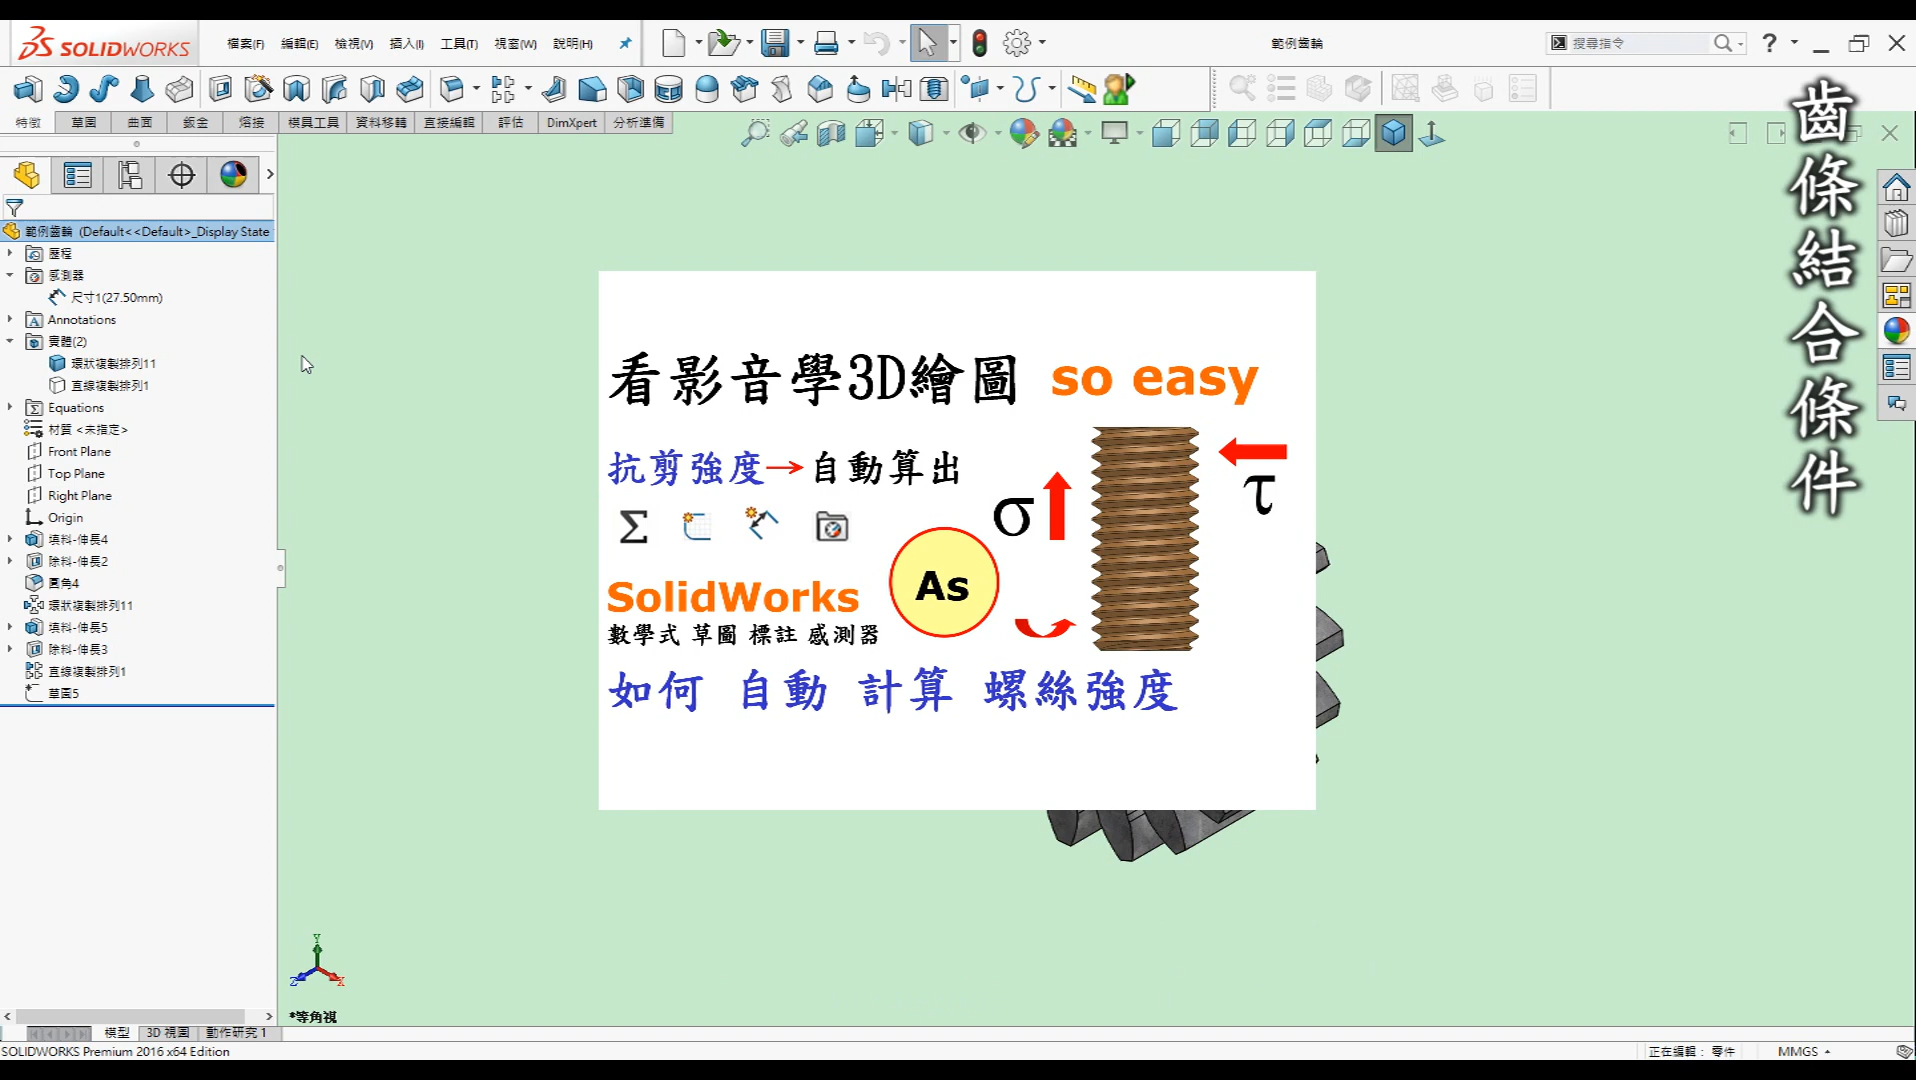 SOLIDWORKS
檔案(F) 編輯(E) 檢視(V) 插入(I) 工具(T) 視窗(W) 說明(H)
範例齒輪
搜尋指令
特徵 草圖 曲面 鈑金 熔接 模具工具 資料移轉 直接編輯 評估 DimXpert 分析準備
範例齒輪 (Default<<Default>_Display State
歷程
感測器
尺寸1(27.50mm)
Annotations
實體(2)
環狀複製排列11
直線複製排列1
Equations
材質 <未指定>
Front Plane
Top Plane
Right Plane
Origin
填料-伸長4
除料-伸長2
圓角4
環狀複製排列11
填料-伸長5
除料-伸長3
直線複製排列1
草圖5
看影音學3D繪圖 so easy
抗剪強度→自動算出
σ
τ
Σ
As
SolidWorks
數學式 草圖 標註 感測器
如何 自動 計算 螺絲強度
齒條結合條件
Y
Z
X
*等角視
模型 3D 視圖 動作研究 1
SOLIDWORKS Premium 2016 x64 Edition
正在編輯： 零件
MMGS